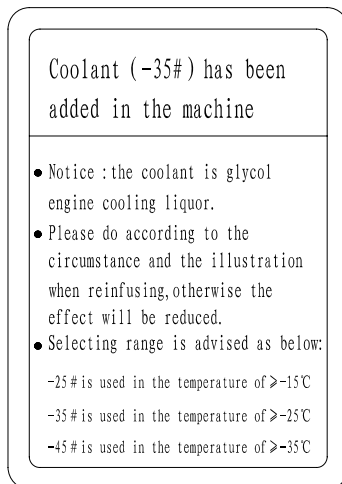 Coolant (-35#) has been
added in the machine
● Notice :the coolant is glycol
engine cooling liquor.
● Please do according to the
circumstance and the illustration
when reinfusing,otherwise the
effect will be reduced.
● Selecting range is advised as below:
-25#is used in the temperature of ≥-15℃
-35#is used in the temperature of≥-25℃
-45#is used in the temperature of≥-35℃